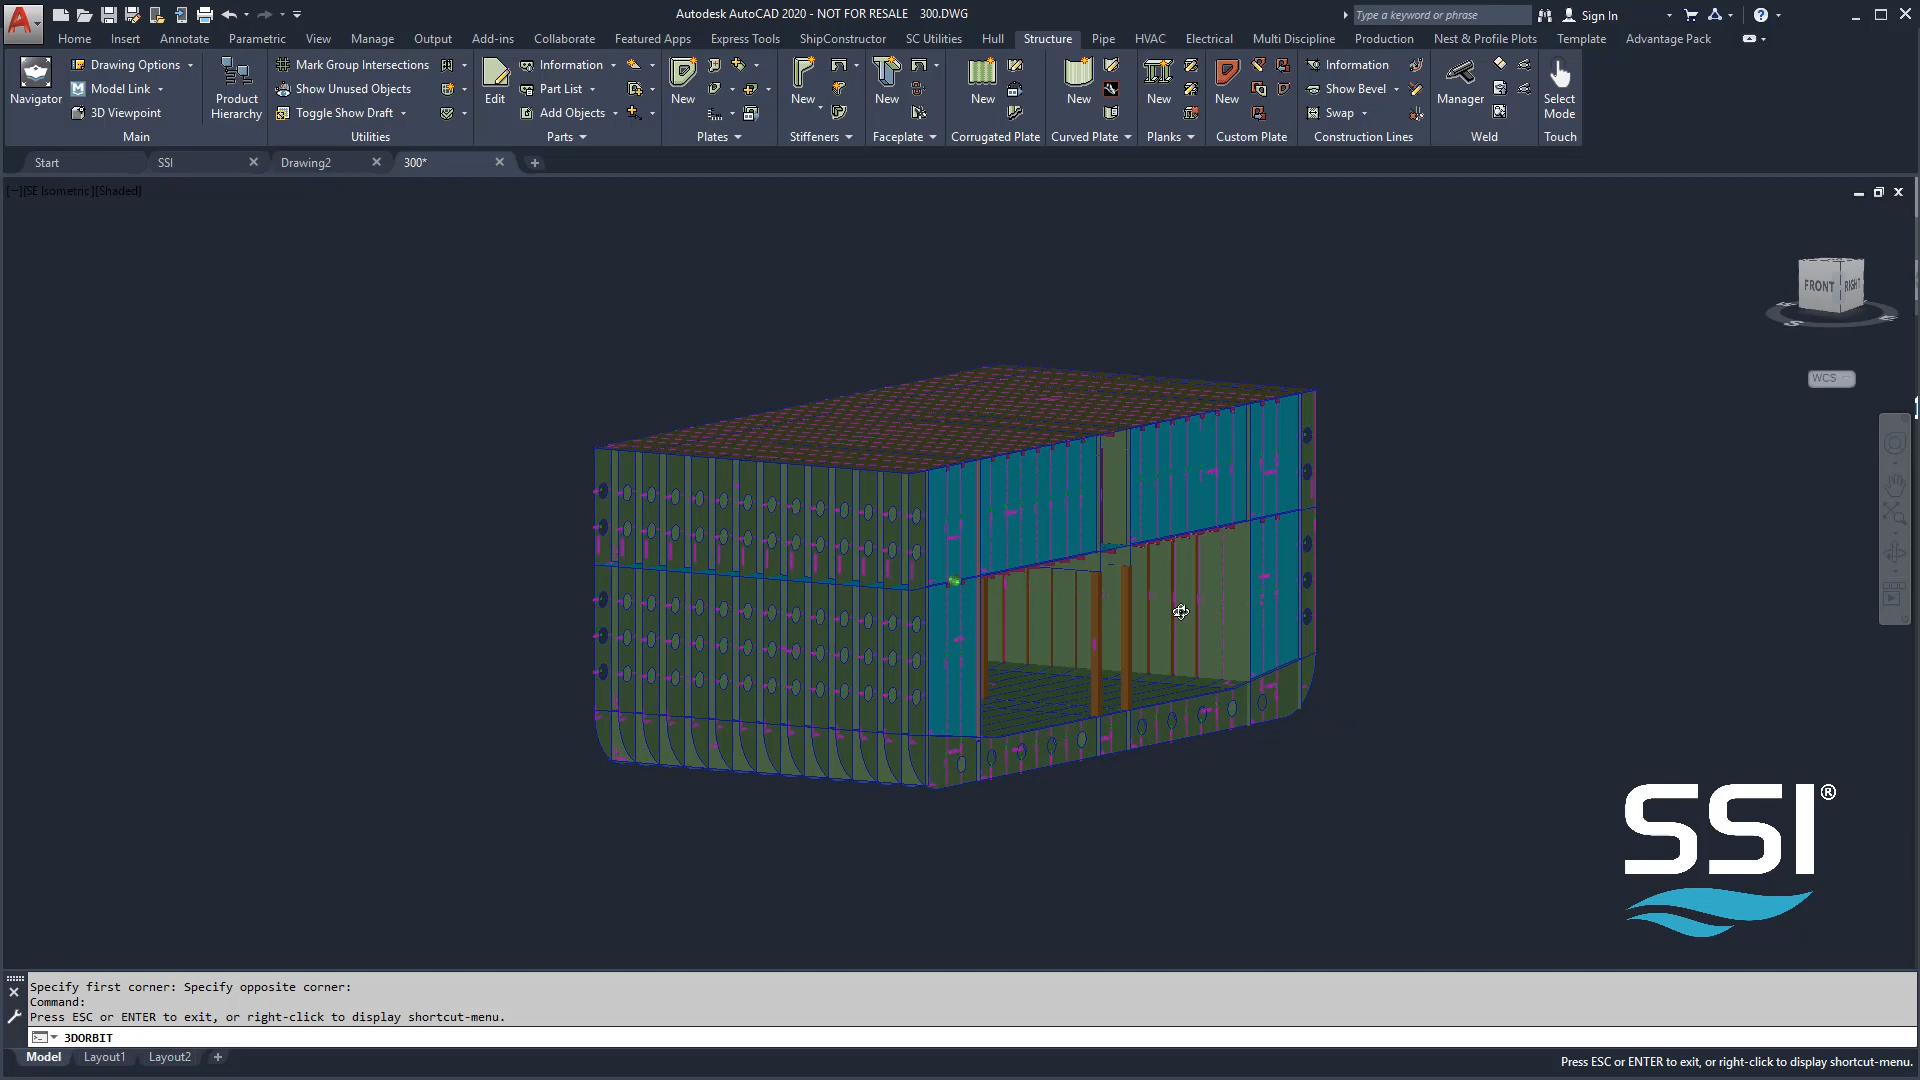 Autodesk AutoCAD 2020 - NOT FOR RESALE 300.DWG
Type a keyword or phrase
Sign In
Home Insert Annotate Parametric View Manage Output Add-ins Collaborate Featured Apps Express Tools ShipConstructor SC Utilities Hull Structure Pipe HVAC Electrical Multi Discipline Production Nest & Profile Plots Template Advantage Pack
Navigator
Drawing Options
Model Link
3D Viewpoint
Main
Product
Hierarchy
Mark Group Intersections
Show Unused Objects
Toggle Show Draft
Utilities
Edit
Information
Part List
Add Objects
Parts
New
Plates
New
Stiffeners
New
Faceplate
New
Corrugated Plate
New
Curved Plate
New
Planks
New
Custom Plate
Information
Show Bevel
Swap
Construction Lines
Manager
Weld
Select
Mode
Touch
Start SSI Drawing2 300*
[−][SE Isometric][Shaded]
FRONT RIGHT
S E
WCS
SSI®
Specify first corner: Specify opposite corner:
Command:
Press ESC or ENTER to exit, or right-click to display shortcut-menu.
3DORBIT
Model Layout1 Layout2 +
Press ESC or ENTER to exit, or right-click to display shortcut-menu.